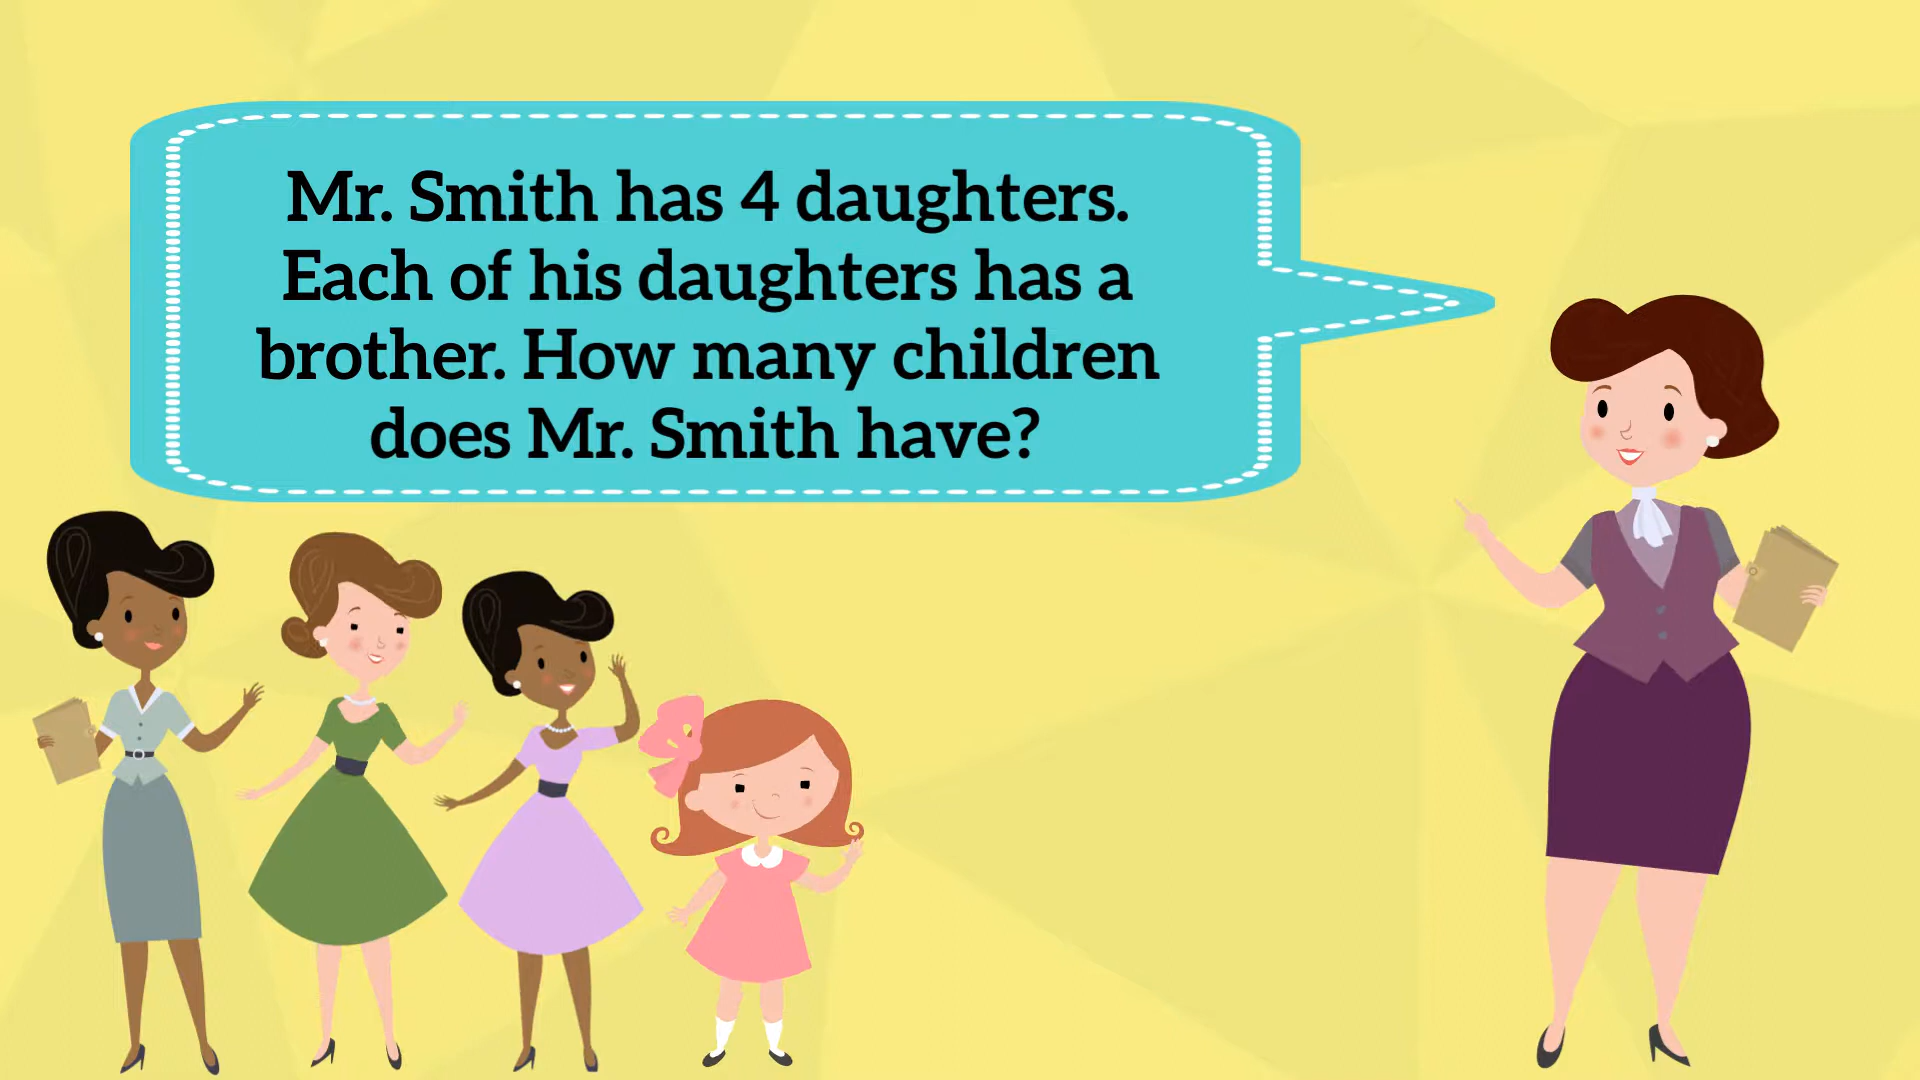 Mr. Smith has 4 daughters.
Each of his daughters has a
brother. How many children
does Mr. Smith have?